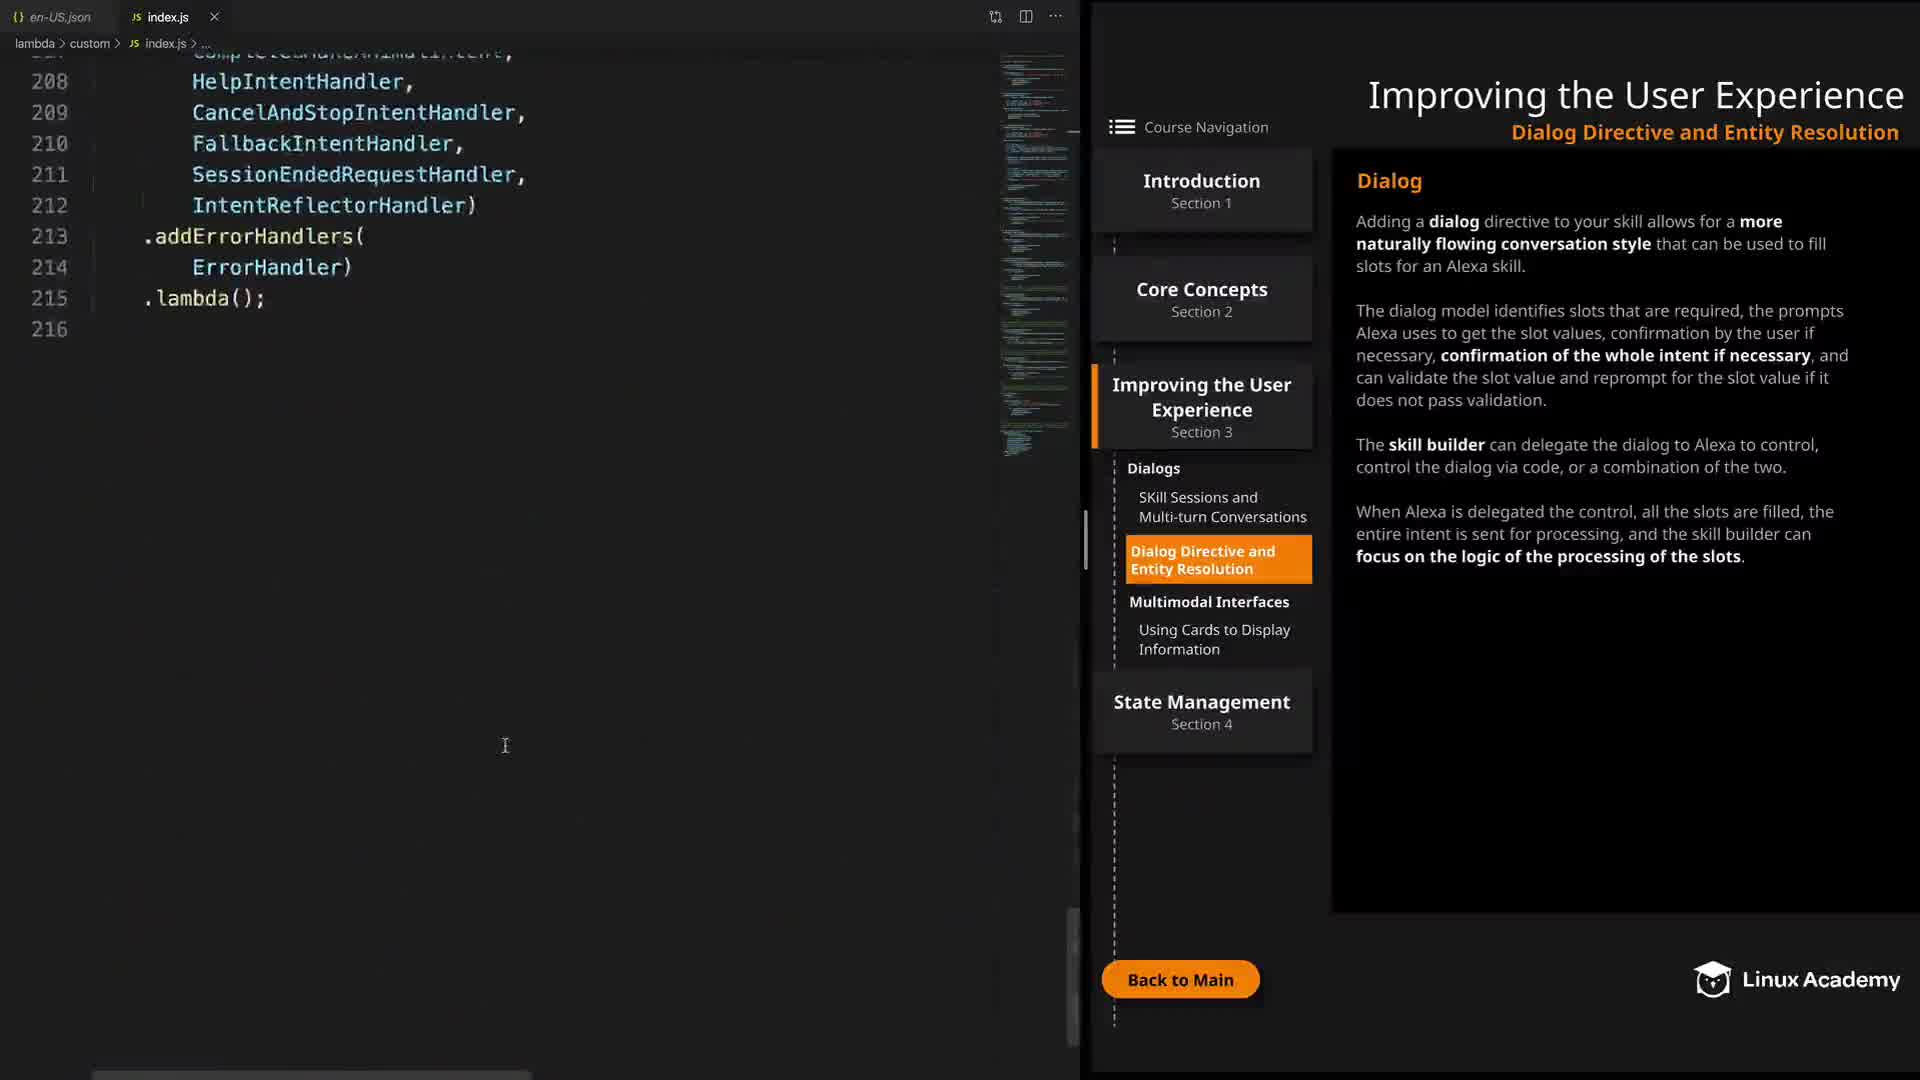 {} en-US.json
JS index.js
lambda > custom > JS index.js > ...
208 HelpIntentHandler,
209 CancelAndStopIntentHandler,
210 FallbackIntentHandler,
211 SessionEndedRequestHandler,
212 IntentReflectorHandler)
213 .addErrorHandlers(
214 ErrorHandler)
215 .lambda();
216
Course Navigation
Introduction
Section 1
Core Concepts
Section 2
Improving the User
Experience
Section 3
Dialogs
SKill Sessions and
Multi-turn Conversations
Dialog Directive and
Entity Resolution
Multimodal Interfaces
Using Cards to Display
Information
State Management
Section 4
Back to Main
Improving the User Experience
Dialog Directive and Entity Resolution
Dialog
Adding a dialog directive to your skill allows for a more
naturally flowing conversation style that can be used to fill
slots for an Alexa skill.
The dialog model identifies slots that are required, the prompts
Alexa uses to get the slot values, confirmation by the user if
necessary, confirmation of the whole intent if necessary, and
can validate the slot value and reprompt for the slot value if it
does not pass validation.
The skill builder can delegate the dialog to Alexa to control,
control the dialog via code, or a combination of the two.
When Alexa is delegated the control, all the slots are filled, the
entire intent is sent for processing, and the skill builder can
focus on the logic of the processing of the slots.
Linux Academy